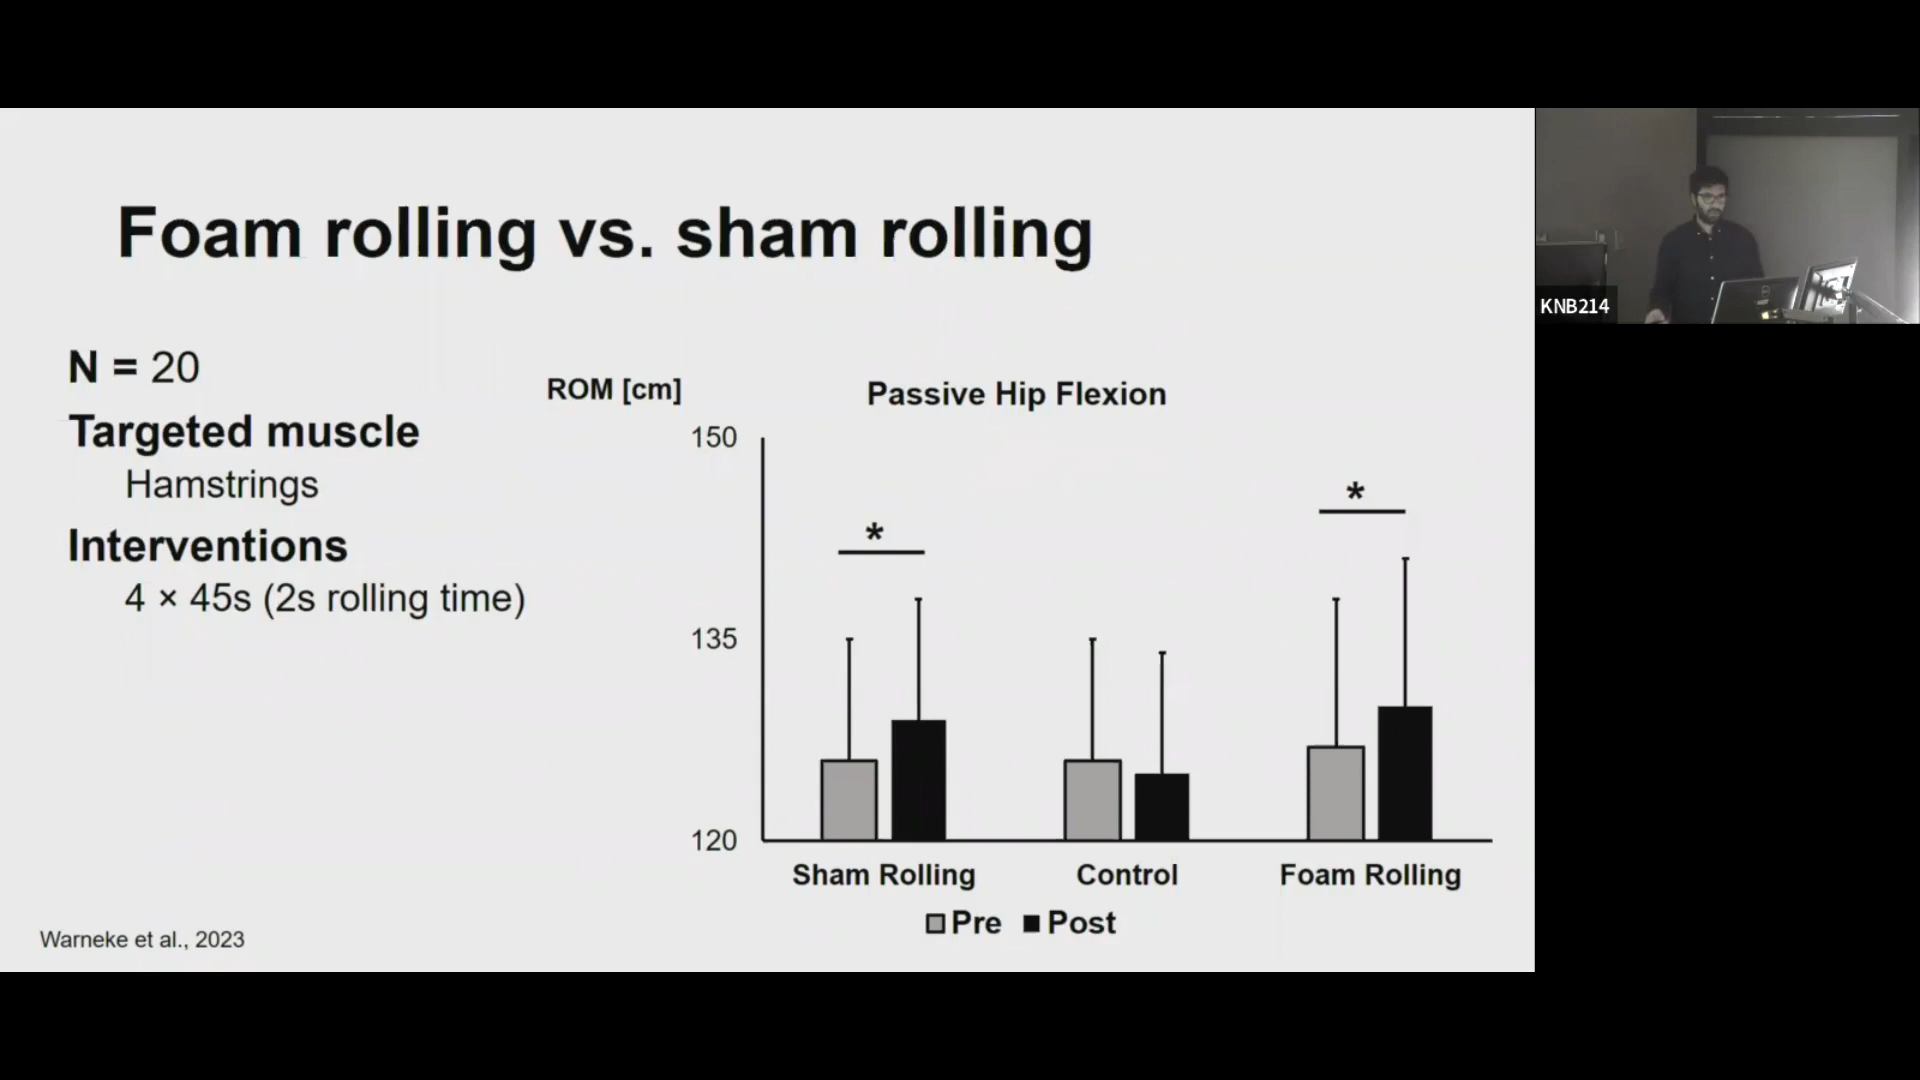 Foam rolling vs. sham rolling
KNB214
N = 20
Targeted muscle
Hamstrings
Interventions
4 × 45s (2s rolling time)
ROM [cm]
Passive Hip Flexion
150
135
120
*
*
Sham Rolling
Control
Foam Rolling
Pre
Post
Warneke et al., 2023